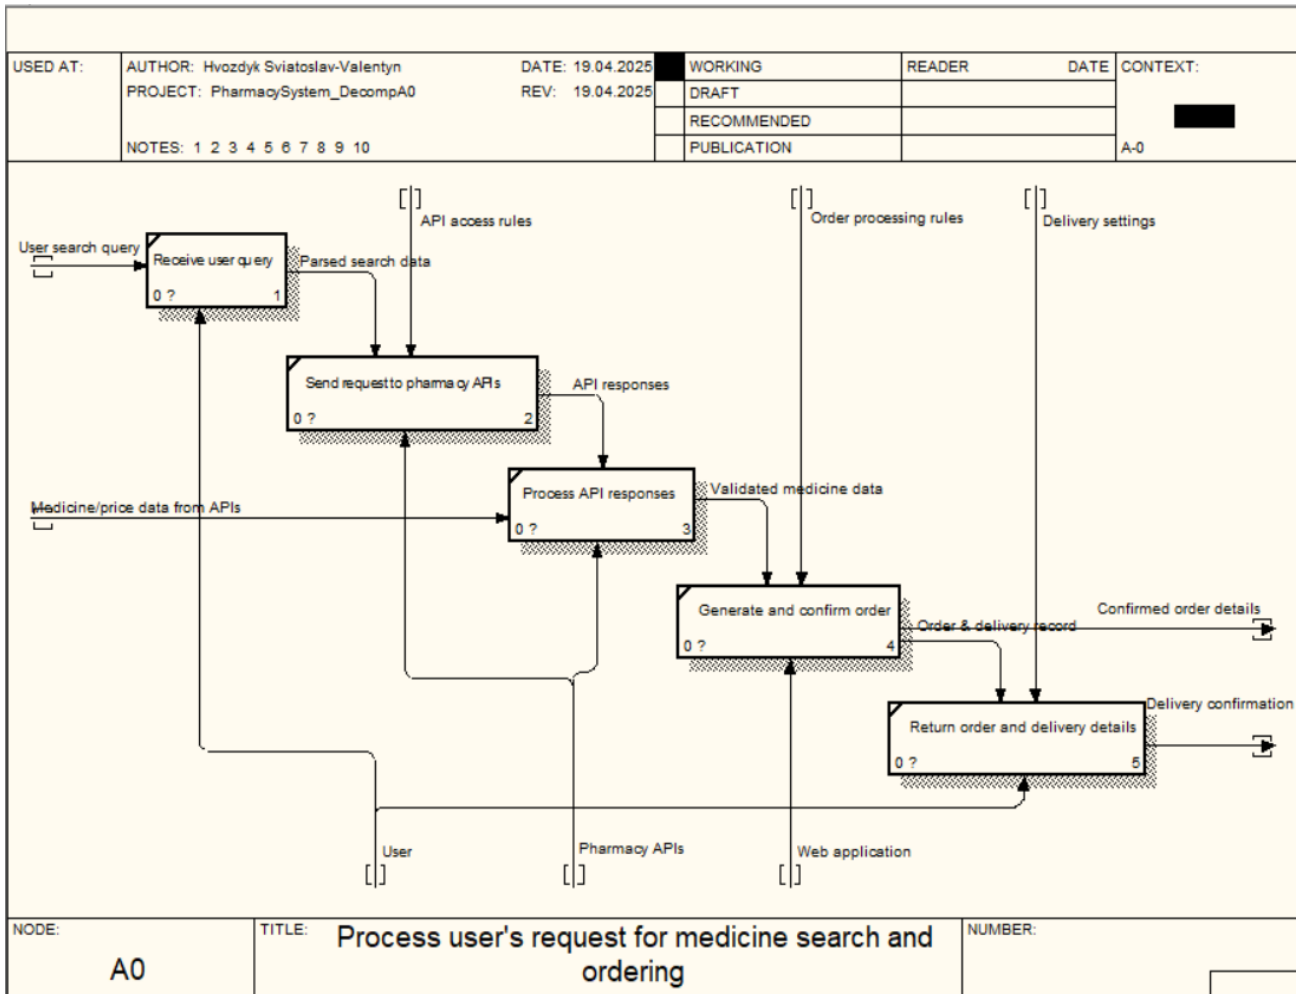 USED AT:
AUTHOR: Hvozdyk Sviatoslav-Valentyn
DATE: 19.04.2025
WORKING
READER
DATE
CONTEXT:
PROJECT: PharmacySystem_DecompA0
REV: 19.04.2025
DRAFT
RECOMMENDED
NOTES: 1 2 3 4 5 6 7 8 9 10
PUBLICATION
A-0
API access rules
Order processing rules
Delivery settings
User search query
Receive user query
0 ?
1
Parsed search data
Send request to pharmacy APIs
0 ?
2
API responses
Medicine/price data from APIs
Process API responses
0 ?
3
Validated medicine data
Generate and confirm order
0 ?
4
Confirmed order details
Order & delivery record
Return order and delivery details
0 ?
5
Delivery confirmation
User
Pharmacy APIs
Web application
NODE:
A0
TITLE:
Process user's request for medicine search and
ordering
NUMBER: